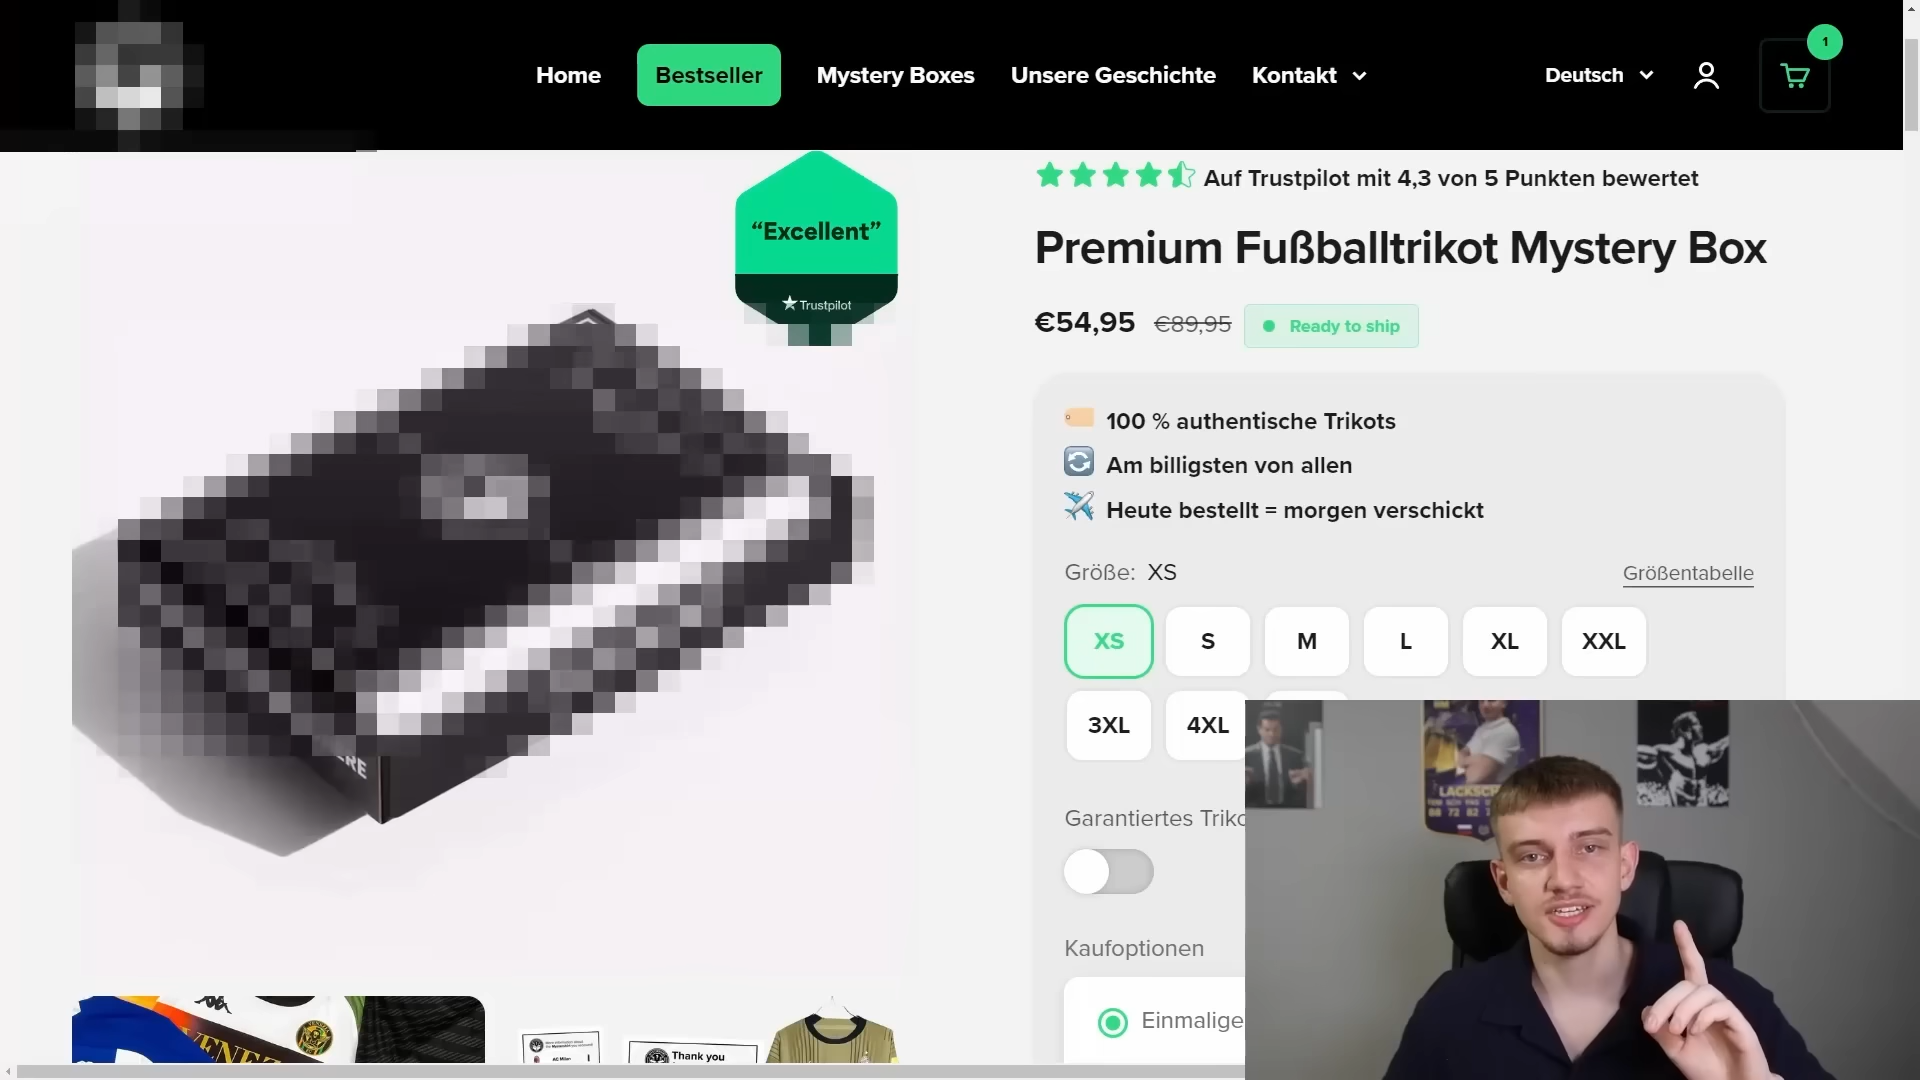 Home
Bestseller
Mystery Boxes
Unsere Geschichte
Kontakt
Deutsch
1
Auf Trustpilot mit 4,3 von 5 Punkten bewertet
“Excellent”
Trustpilot
Premium Fußballtrikot Mystery Box
€54,95 €89,95 Ready to ship
100 % authentische Trikots
Am billigsten von allen
Heute bestellt = morgen verschickt
Größe: XS
Größentabelle
XS S M L XL XXL
3XL 4XL
Garantiertes
Kaufoptionen
Einmalige
Thank you
AC Milan